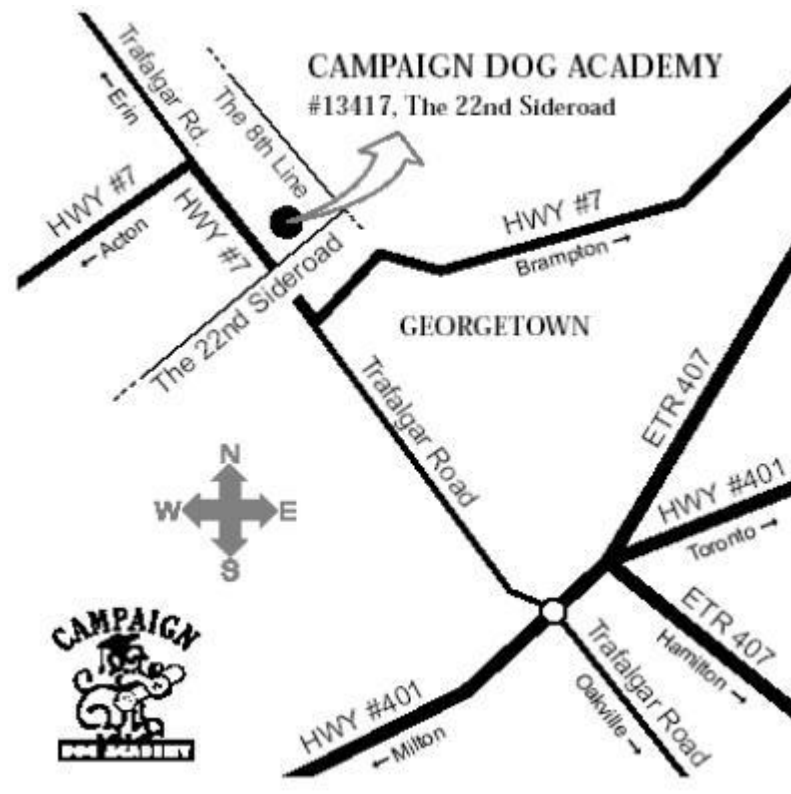 CAMPAIGN DOG ACADEMY
#13417, The 22nd Sideroad
Trafalgar Rd.
←Erin
The 8th Line
HWY #7
← Acton
HWY #7
The 22nd Sideroad
HWY #7
Brampton →
GEORGETOWN
Trafalgar Road
ETR 407
HWY #401
Toronto →
N
W E
S
ETR 407
Hamilton →
Trafalgar Road
Oakville →
HWY #401
← Milton
CAMPAIGN
DOG ACADEMY